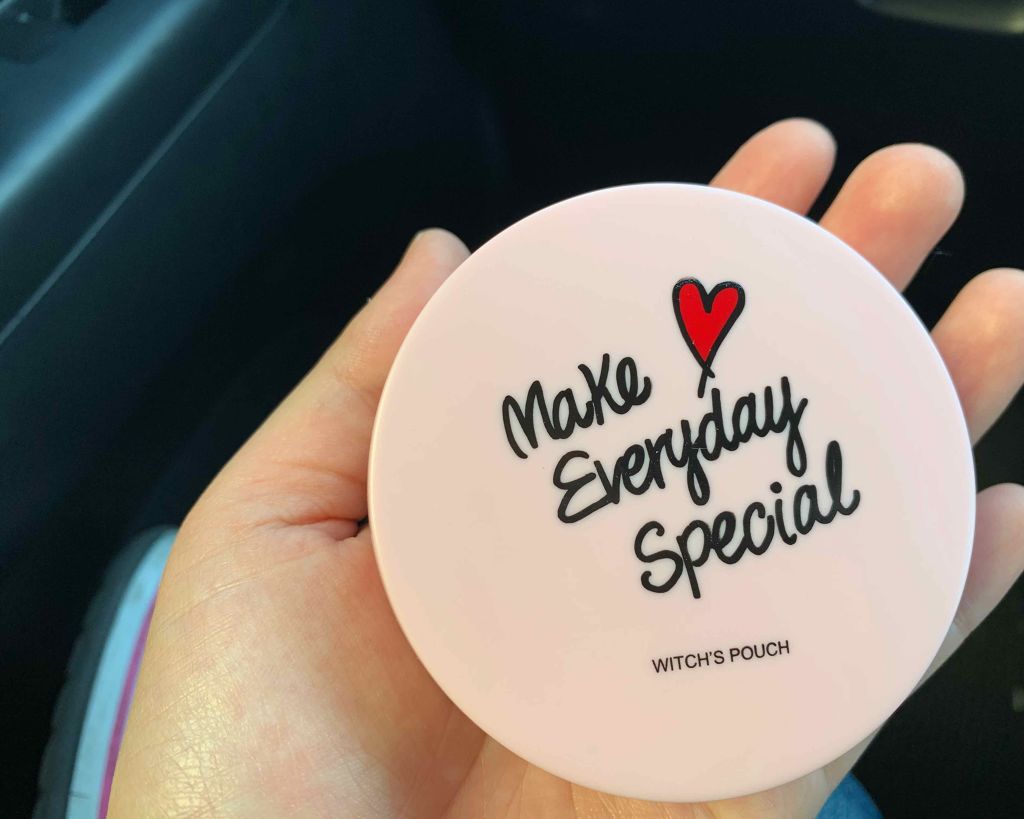 Make
Everyday
Special
WITCH'S POUCH